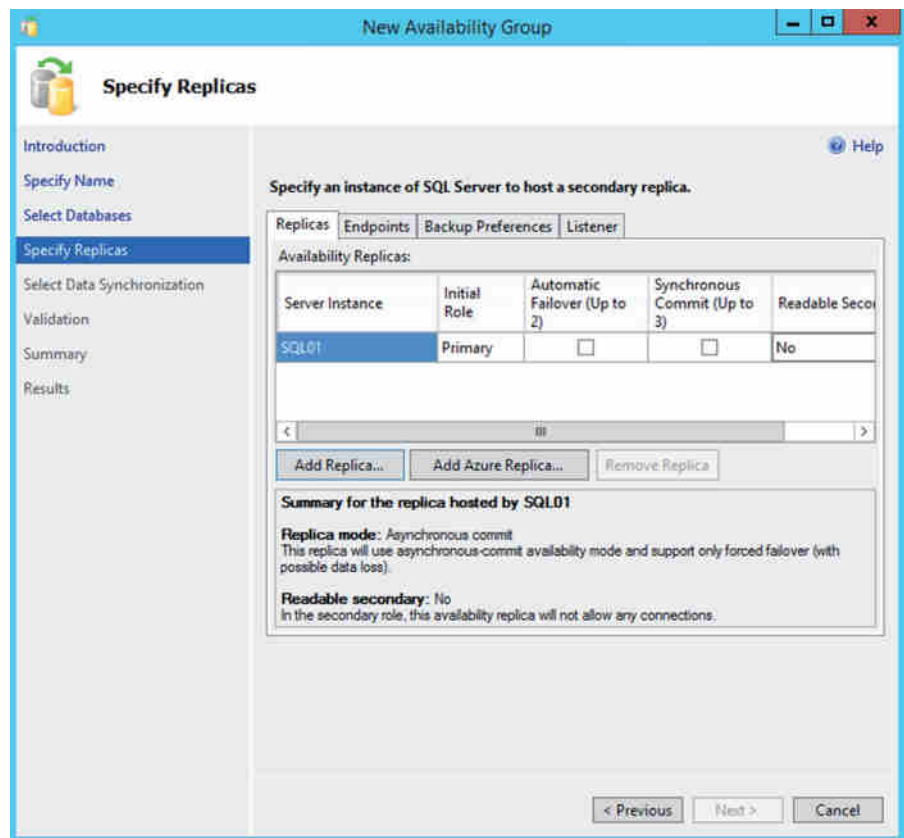 New Availability Group
Specify Replicas
Introduction
Specify Name
Select Databases
Specify Replicas
Select Data Synchronization
Validation
Summary
Results
Help
Specify an instance of SQL Server to host a secondary replica.
Replicas Endpoints Backup Preferences Listener
Availability Replicas:
Server Instance
Initial
Role
Automatic
Failover (Up to
2)
Synchronous
Commit (Up to
3)
Readable Secon
SQL01 Primary No
Add Replica... Add Azure Replica... Remove Replica
Summary for the replica hosted by SQL01
Replica mode: Asynchronous commit
This replica will use asynchronous-commit availability mode and support only forced failover (with
possible data loss).
Readable secondary: No
In the secondary role, this availability replica will not allow any connections.
< Previous Next > Cancel